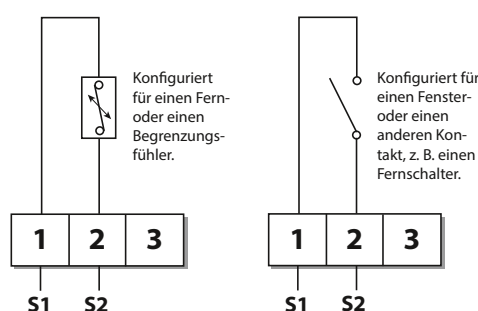 Konfiguriert
für einen Fern-
oder einen
Begrenzungs-
fühler.
1 2 3
S1 S2
Konfiguriert für
einen Fenster-
oder einen
anderen Kon-
takt, z. B. einen
Fernschalter.
1 2 3
S1 S2